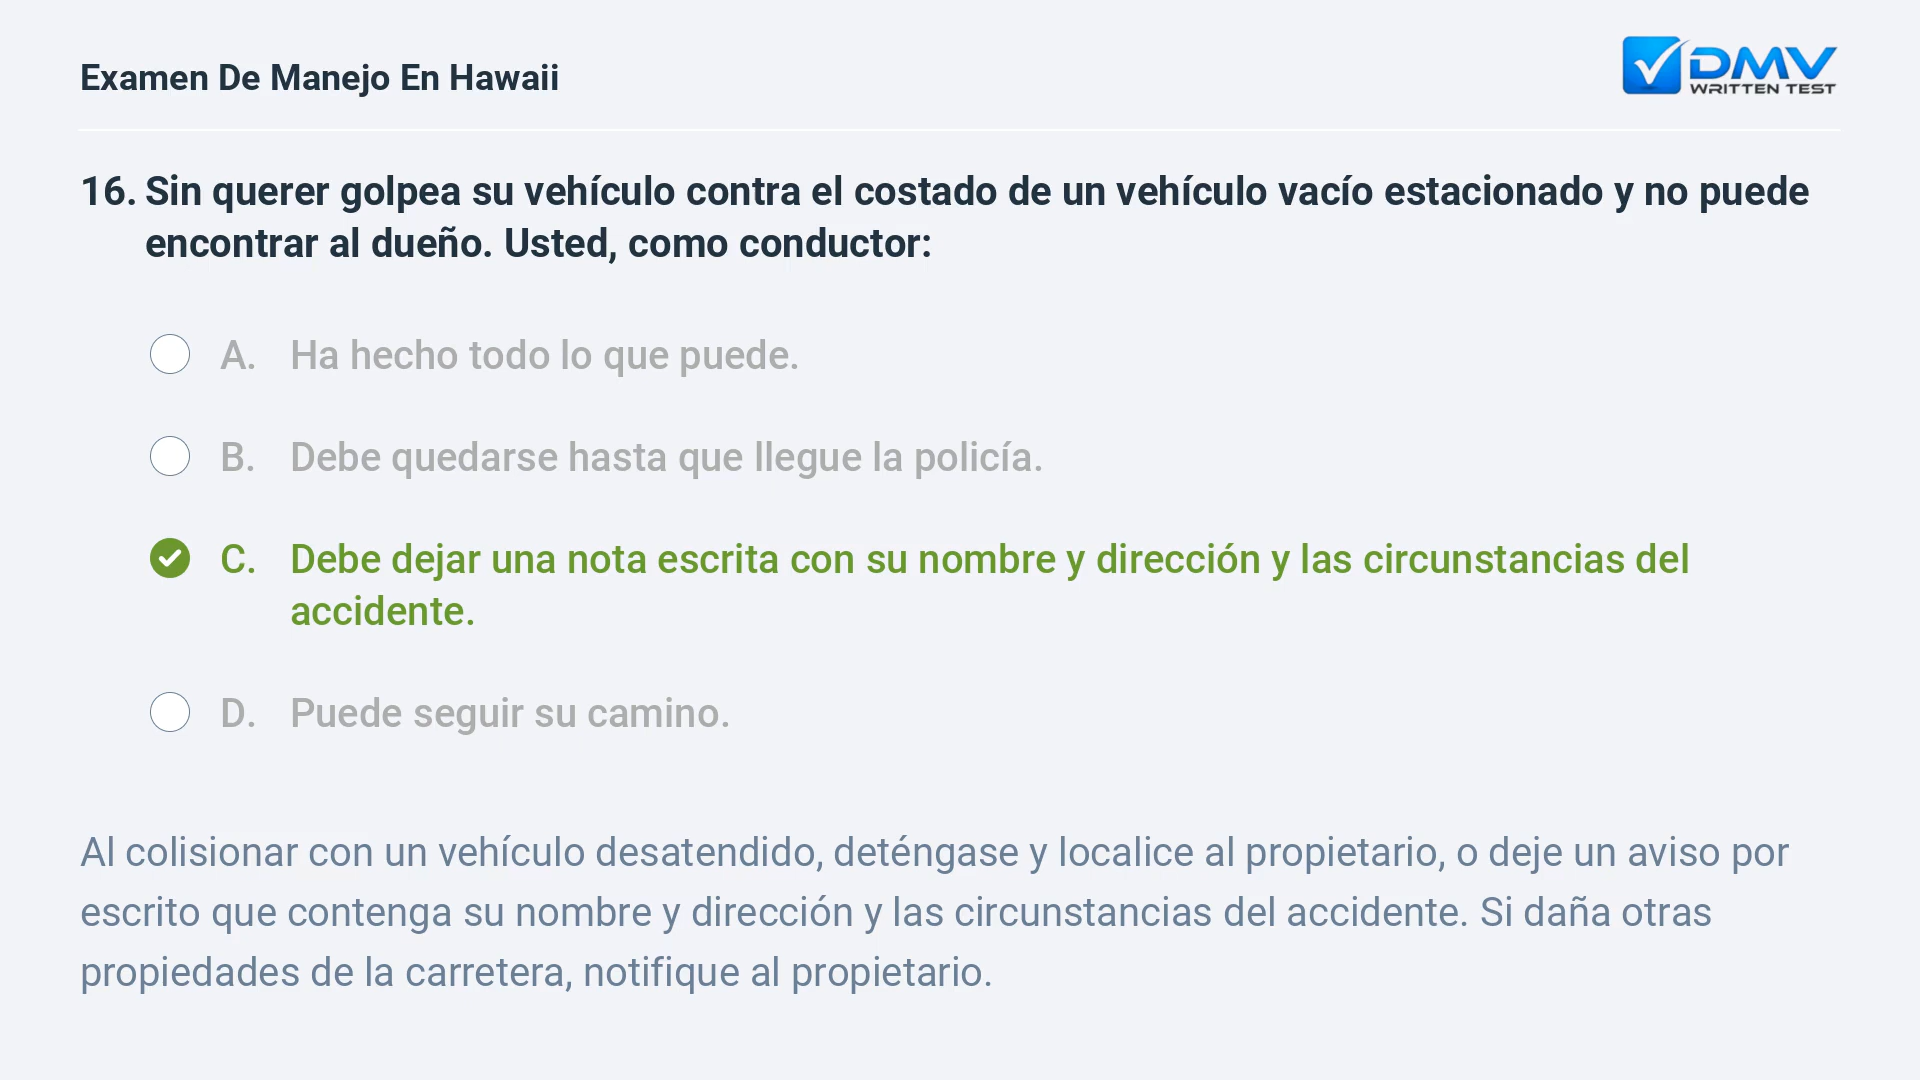 Examen De Manejo En Hawaii
DMV
WRITTEN TEST
16. Sin querer golpea su vehículo contra el costado de un vehículo vacío estacionado y no puede
encontrar al dueño. Usted, como conductor:
A. Ha hecho todo lo que puede.
B. Debe quedarse hasta que llegue la policía.
C. Debe dejar una nota escrita con su nombre y dirección y las circunstancias del
accidente.
D. Puede seguir su camino.
Al colisionar con un vehículo desatendido, deténgase y localice al propietario, o deje un aviso por
escrito que contenga su nombre y dirección y las circunstancias del accidente. Si daña otras
propiedades de la carretera, notifique al propietario.